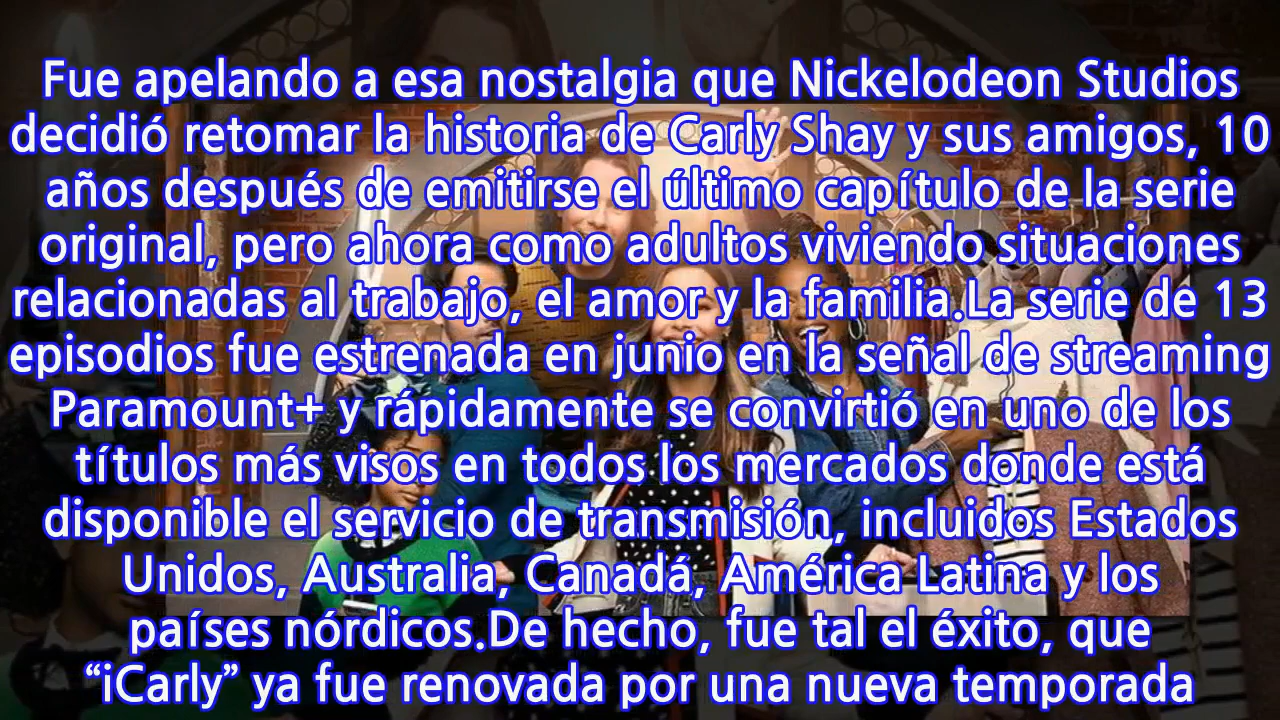 Fue apelando a esa nostalgia que Nickelodeon Studios
decidió retomar la historia de Carly Shay y sus amigos, 10
años después de emitirse el último capítulo de la serie
original, pero ahora como adultos viviendo situaciones
relacionadas al trabajo, el amor y la familia.La serie de 13
episodios fue estrenada en junio en la señal de streaming
Paramount+ y rápidamente se convirtió en uno de los
títulos más visos en todos los mercados donde está
disponible el servicio de transmisión, incluidos Estados
Unidos, Australia, Canadá, América Latina y los
países nórdicos.De hecho, fue tal el éxito, que
“iCarly” ya fue renovada por una nueva temporada